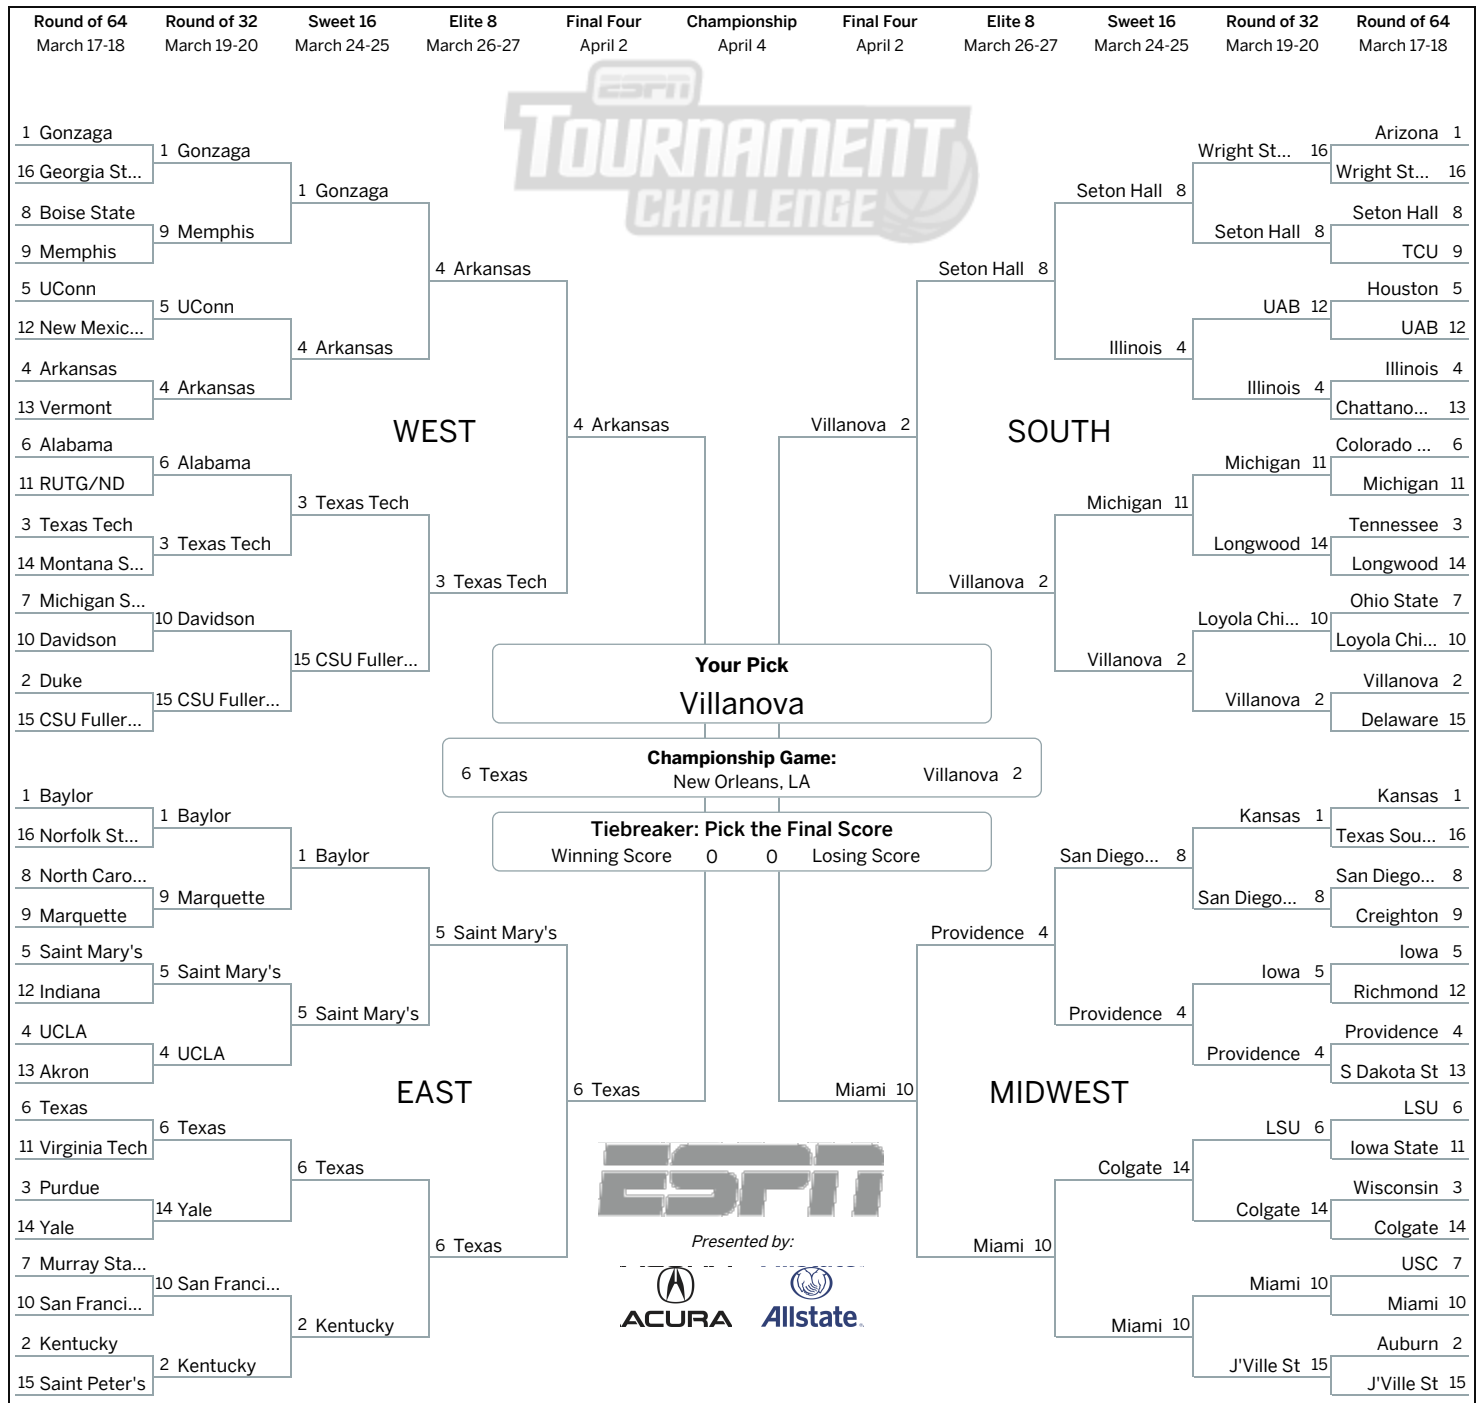 Round of 64 Round of 32 Sweet 16 Elite 8 Final Four Championship Final Four Elite 8 Sweet 16 Round of 32 Round of 64
March 17-18 March 19-20 March 24-25 March 26-27 April 2 April 4 April 2 March 26-27 March 24-25 March 19-20 March 17-18
ESPN
TOURNAMENT
CHALLENGE
1 Gonzaga
16 Georgia St...
8 Boise State
9 Memphis
5 UConn
12 New Mexic...
4 Arkansas
13 Vermont
6 Alabama
11 RUTG/ND
3 Texas Tech
14 Montana S...
7 Michigan S...
10 Davidson
2 Duke
15 CSU Fuller...
1 Gonzaga
9 Memphis
5 UConn
4 Arkansas
6 Alabama
3 Texas Tech
10 Davidson
15 CSU Fuller...
1 Gonzaga
4 Arkansas
3 Texas Tech
15 CSU Fuller...
4 Arkansas
3 Texas Tech
4 Arkansas
WEST
Villanova 2
Seton Hall 8
Villanova 2
Seton Hall 8
Illinois 4
Michigan 11
Villanova 2
Wright St... 16
Seton Hall 8
UAB 12
Illinois 4
Michigan 11
Longwood 14
Loyola Chi... 10
Villanova 2
Arizona 1
Wright St... 16
Seton Hall 8
TCU 9
Houston 5
UAB 12
Illinois 4
Chattano... 13
Colorado ... 6
Michigan 11
Tennessee 3
Longwood 14
Ohio State 7
Loyola Chi... 10
Villanova 2
Delaware 15
SOUTH
Your Pick
Villanova
Championship Game:
6 Texas New Orleans, LA Villanova 2
Tiebreaker: Pick the Final Score
Winning Score 0 0 Losing Score
1 Baylor
16 Norfolk St...
8 North Caro...
9 Marquette
5 Saint Mary's
12 Indiana
4 UCLA
13 Akron
6 Texas
11 Virginia Tech
3 Purdue
14 Yale
7 Murray Sta...
10 San Franci...
2 Kentucky
15 Saint Peter's
1 Baylor
9 Marquette
5 Saint Mary's
4 UCLA
6 Texas
14 Yale
10 San Franci...
2 Kentucky
1 Baylor
5 Saint Mary's
6 Texas
2 Kentucky
5 Saint Mary's
6 Texas
6 Texas
EAST
Miami 10
Providence 4
Miami 10
San Diego... 8
Providence 4
Colgate 14
Miami 10
Kansas 1
San Diego... 8
Iowa 5
Providence 4
LSU 6
Colgate 14
Miami 10
J'Ville St 15
Kansas 1
Texas Sou... 16
San Diego... 8
Creighton 9
Iowa 5
Richmond 12
Providence 4
S Dakota St 13
LSU 6
Iowa State 11
Wisconsin 3
Colgate 14
USC 7
Miami 10
Auburn 2
J'Ville St 15
MIDWEST
ESPN
Presented by:
ACURA Allstate.